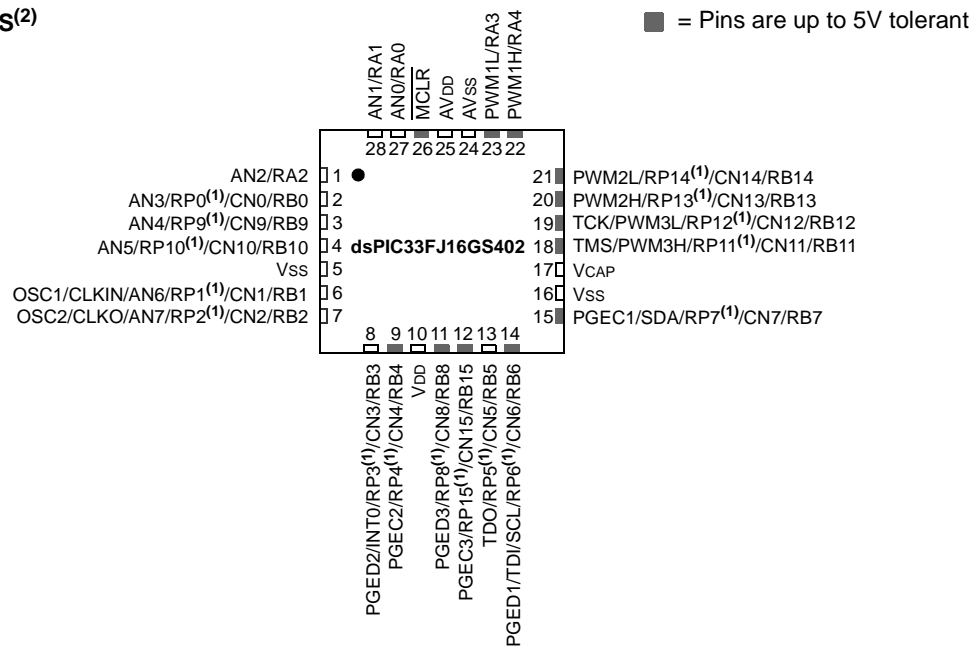 S(2)
= Pins are up to 5V tolerant
AN1/RA1
AN0/RA0
MCLR
AVDD
AVSS
PWM1L/RA3
PWM1H/RA4
28 27 26 25 24 23 22
AN2/RA2 1
AN3/RP0(1)/CN0/RB0 2
AN4/RP9(1)/CN9/RB9 3
AN5/RP10(1)/CN10/RB10 4
VSS 5
OSC1/CLKIN/AN6/RP1(1)/CN1/RB1 6
OSC2/CLKO/AN7/RP2(1)/CN2/RB2 7
dsPIC33FJ16GS402
21 PWM2L/RP14(1)/CN14/RB14
20 PWM2H/RP13(1)/CN13/RB13
19 TCK/PWM3L/RP12(1)/CN12/RB12
18 TMS/PWM3H/RP11(1)/CN11/RB11
17 VCAP
16 VSS
15 PGEC1/SDA/RP7(1)/CN7/RB7
8 9 10 11 12 13 14
PGED2/INT0/RP3(1)/CN3/RB3
PGEC2/RP4(1)/CN4/RB4
VDD
PGED3/RP8(1)/CN8/RB8
PGEC3/RP15(1)/CN15/RB15
TDO/RP5(1)/CN5/RB5
PGED1/TDI/SCL/RP6(1)/CN6/RB6